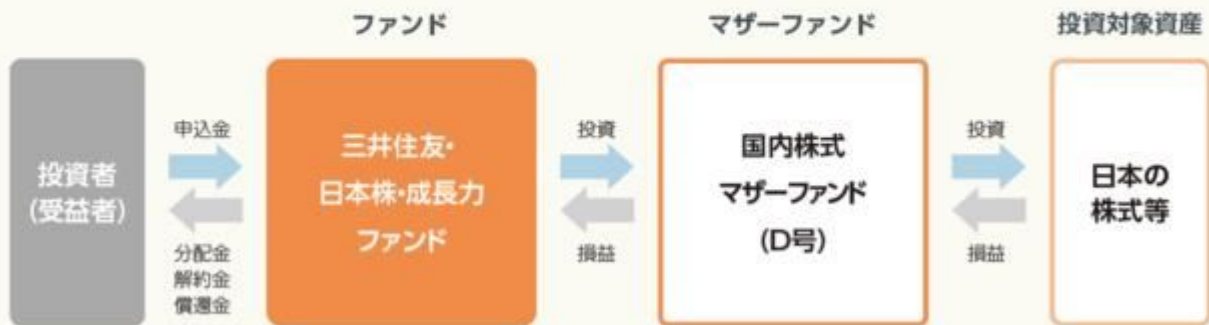 ファンド
マザーファンド
投資対象資産
投資者
(受益者)
申込金
分配金
解約金
償還金
三井住友・
日本株・成長力
ファンド
投資
損益
国内株式
マザーファンド
(D号)
投資
損益
日本の
株式等